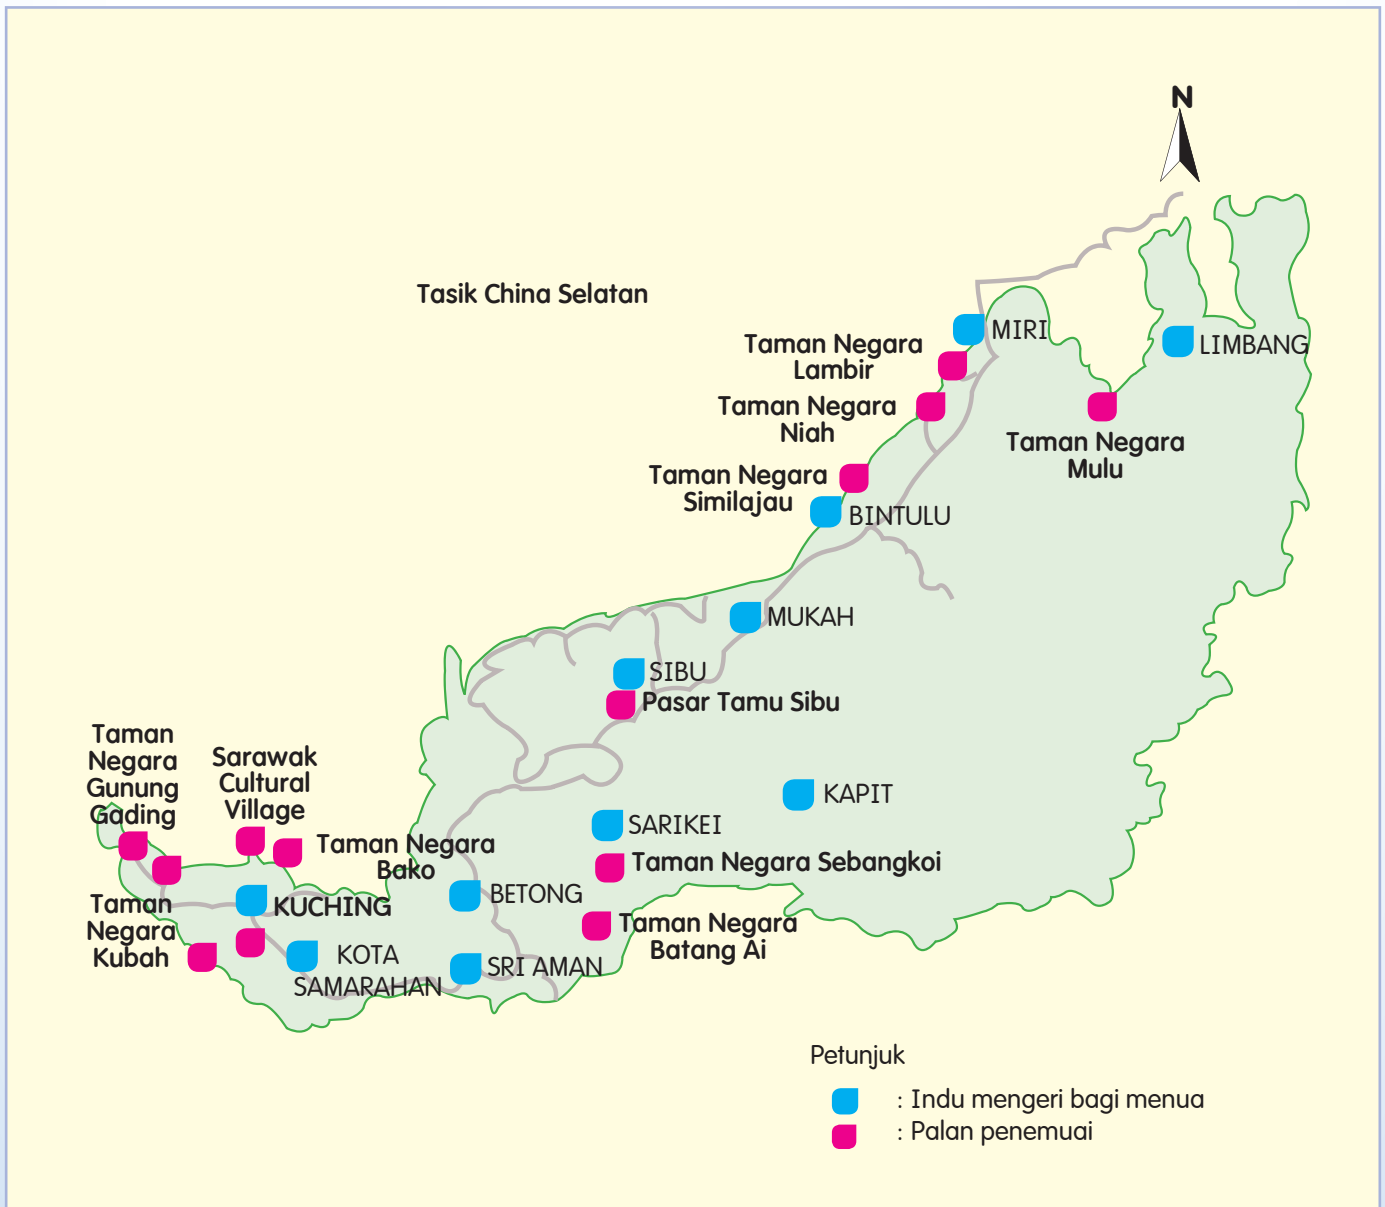 N
Tasik China Selatan
MIRI
LIMBANG
Taman Negara
Lambir
Taman Negara
Niah
Taman Negara
Mulu
Taman Negara
Similajau
BINTULU
MUKAH
SIBU
Pasar Tamu Sibu
Taman
Negara
Gunung
Gading
Sarawak
Cultural
Village
KAPIT
SARIKEI
Taman Negara
Bako
Taman Negara Sebangkoi
BETONG
Taman
Negara
Kubah
KUCHING
Taman Negara
Batang Ai
KOTA
SAMARAHAN
SRI AMAN
Petunjuk
: Indu mengeri bagi menua
: Palan penemuai